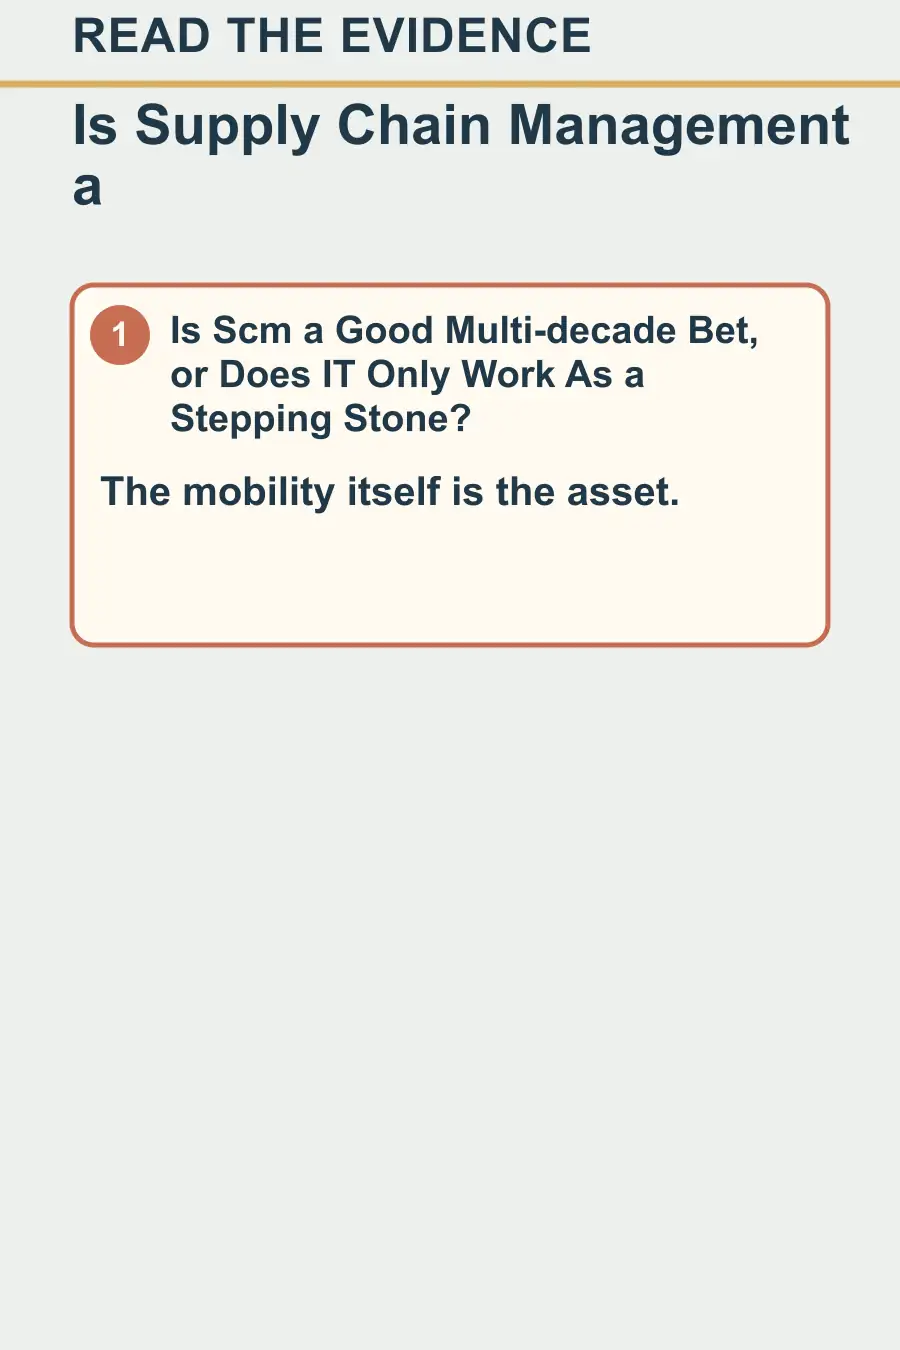 READ THE EVIDENCE
Is Supply Chain Management
a
1
Is Scm a Good Multi-decade Bet,
or Does IT Only Work As a
Stepping Stone?
The mobility itself is the asset.